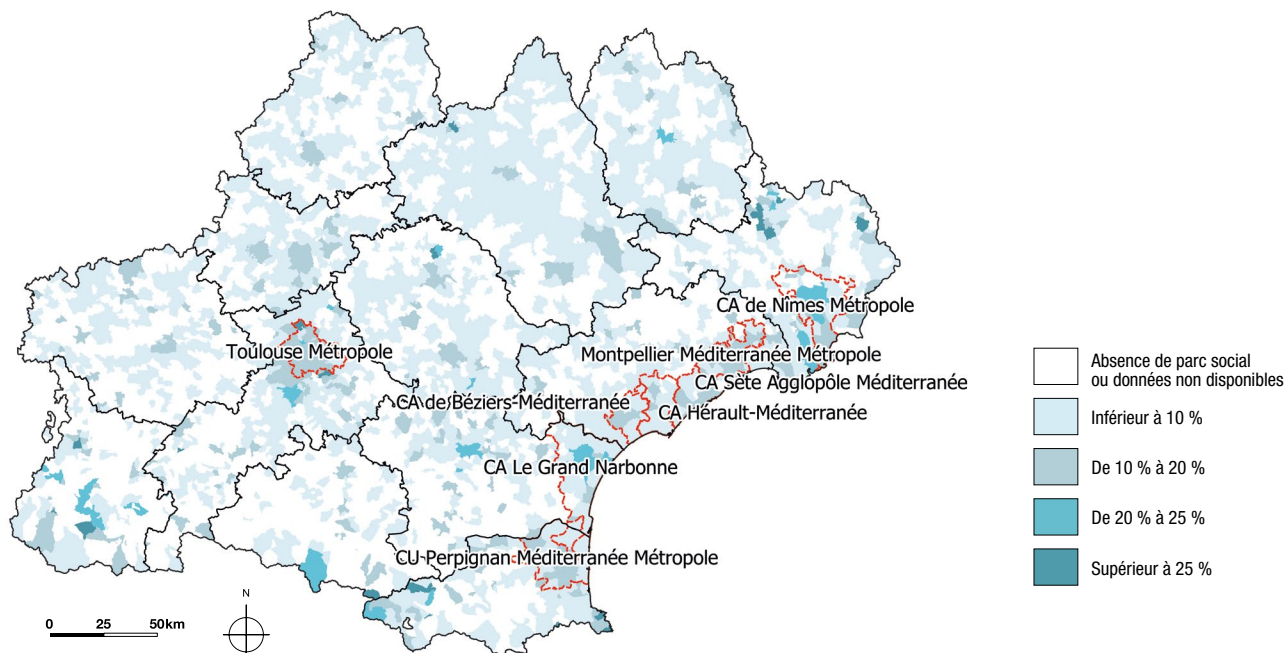 CA de Nîmes Métropole
Toulouse Métropole
Montpellier Méditerranée Métropole
CA Sète Agglopôle Méditerranée
CA de Béziers-Méditerranée
CA Hérault-Méditerranée
CA Le Grand Narbonne
CU Perpignan Méditerranée Métropole
N
0 25 50km
Absence de parc social
ou données non disponibles
Inférieur à 10 %
De 10 % à 20 %
De 20 % à 25 %
Supérieur à 25 %